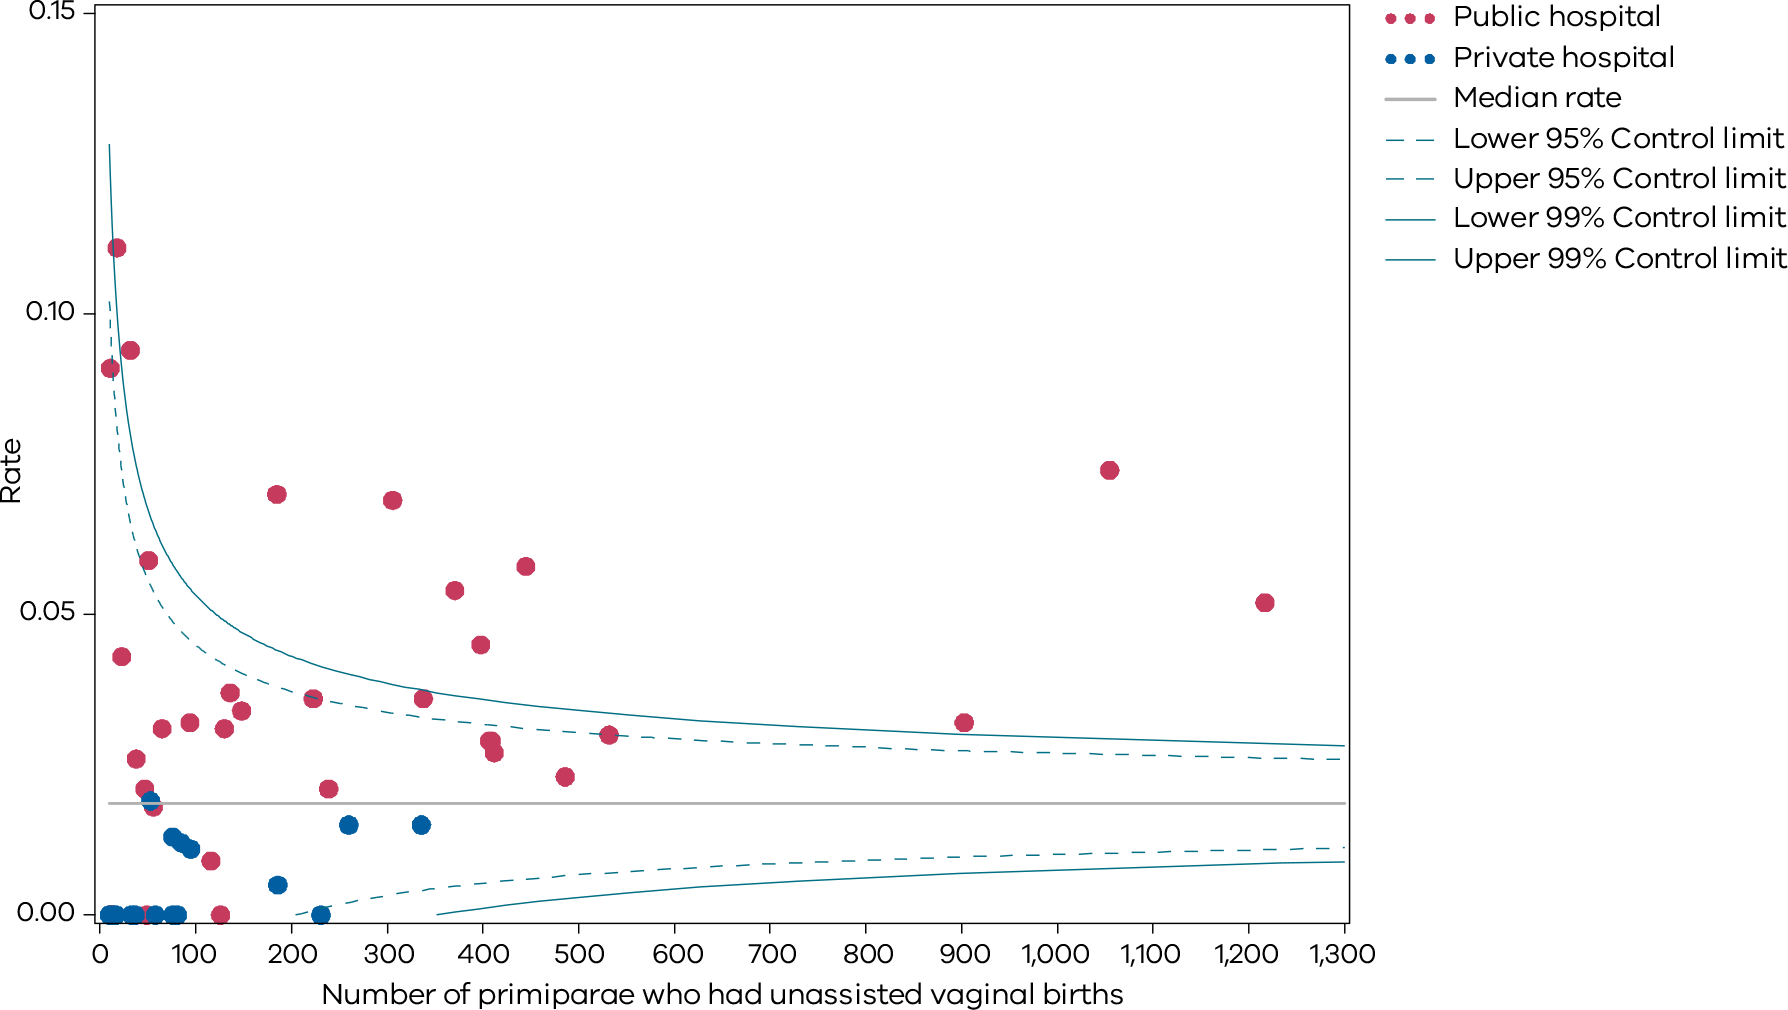 0.15
0.10
0.05
0.00
Rate
0
100
200
300
400
500
600
700
800
900
1,000
1,100
1,200
1,300
Number of primiparae who had unassisted vaginal births
Public hospital
Private hospital
Median rate
Lower 95% Control limit
Upper 95% Control limit
Lower 99% Control limit
Upper 99% Control limit